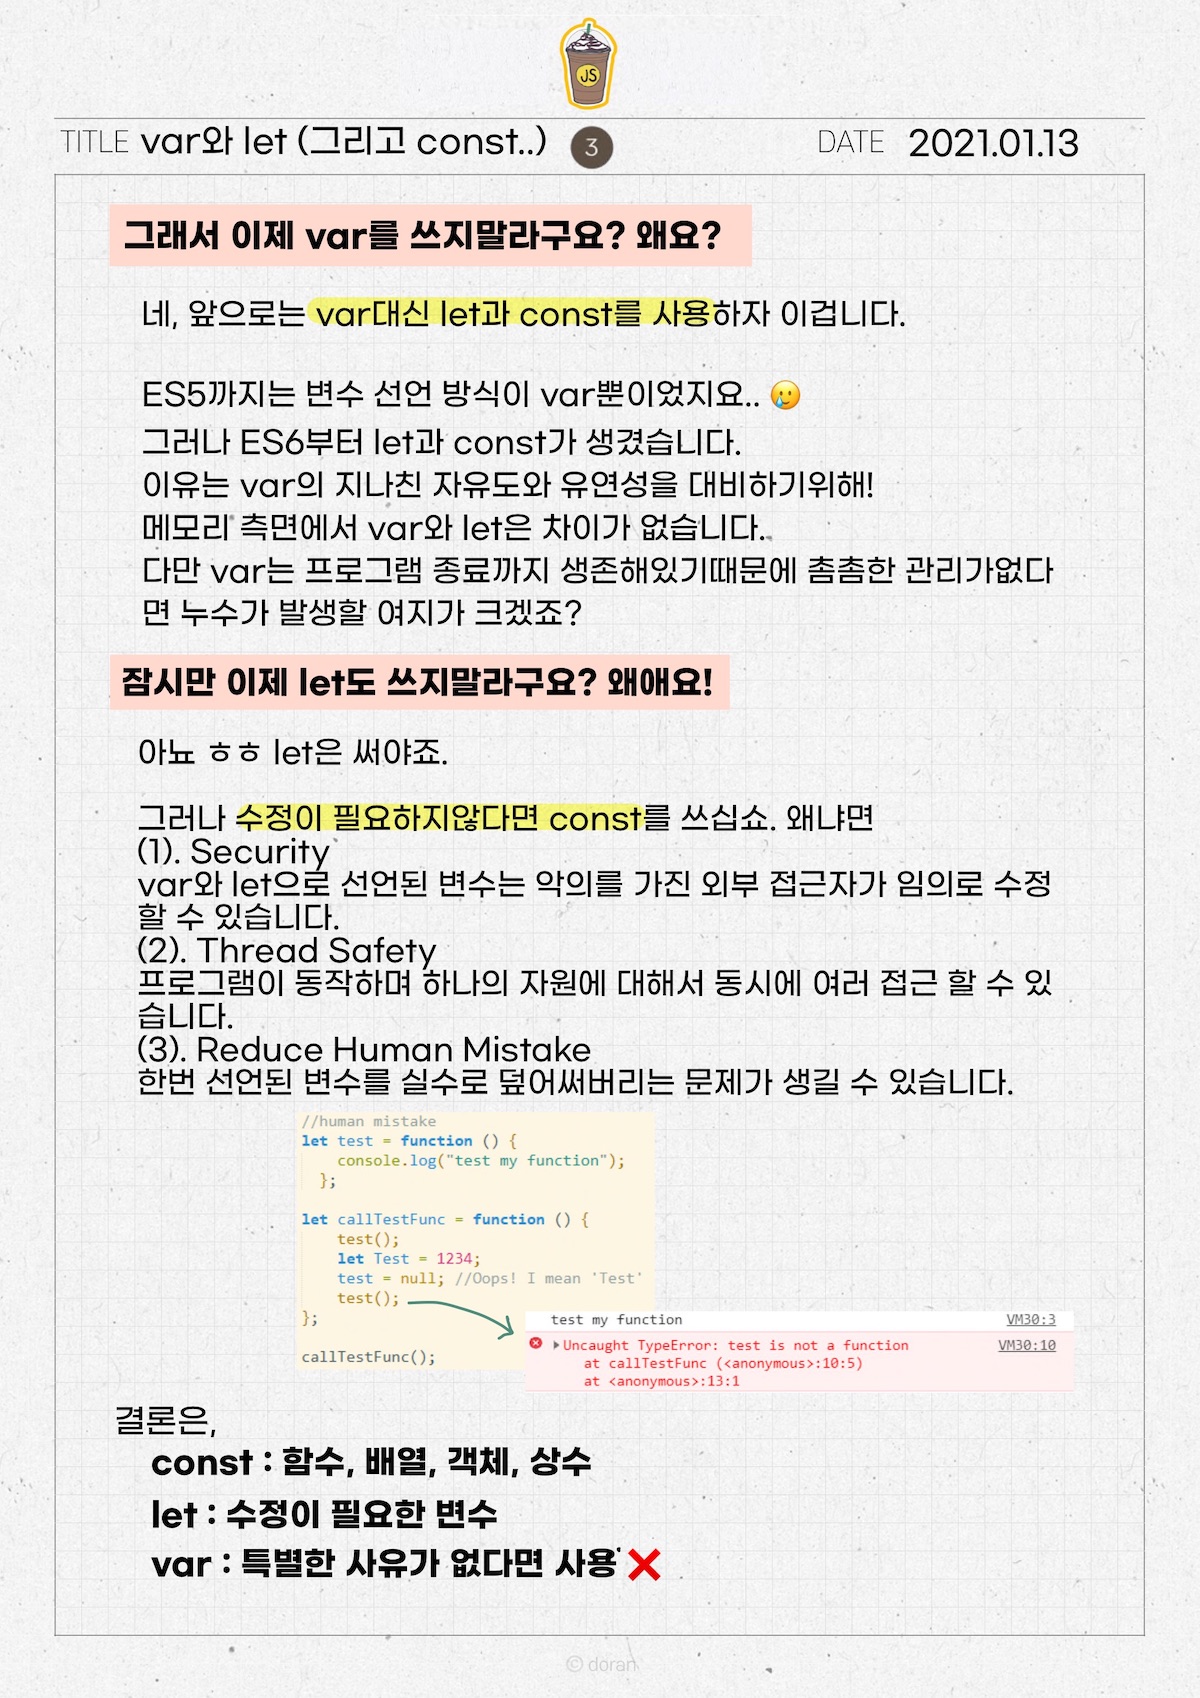 JS
TITLE var와 let (그리고 const..) 3 DATE 2021.01.13
그래서 이제 var를 쓰지말라구요? 왜요?
네, 앞으로는 var대신 let과 const를 사용하자 이겁니다.
ES5까지는 변수 선언 방식이 var뿐이었지요.. 🥲
그러나 ES6부터 let과 const가 생겼습니다.
이유는 var의 지나친 자유도와 유연성을 대비하기위해!
메모리 측면에서 var와 let은 차이가 없습니다.
다만 var는 프로그램 종료까지 생존해있기때문에 촘촘한 관리가없다
면 누수가 발생할 여지가 크겠죠?
잠시만 이제 let도 쓰지말라구요? 왜애요!
아뇨 ㅎㅎ let은 써야죠.
그러나 수정이 필요하지않다면 const를 쓰십쇼. 왜냐면
(1). Security
var와 let으로 선언된 변수는 악의를 가진 외부 접근자가 임의로 수정
할 수 있습니다.
(2). Thread Safety
프로그램이 동작하며 하나의 자원에 대해서 동시에 여러 접근 할 수 있
습니다.
(3). Reduce Human Mistake
한번 선언된 변수를 실수로 덮어써버리는 문제가 생길 수 있습니다.
//human mistake
let test = function () {
    console.log("test my function");
  };
let callTestFunc = function () {
    test();
    let Test = 1234;
    test = null; //Oops! I mean 'Test'
    test();
};
callTestFunc();
test my function VM30:3
Uncaught TypeError: test is not a function VM30:10
    at callTestFunc (<anonymous>:10:5)
    at <anonymous>:13:1
결론은,
const : 함수, 배열, 객체, 상수
let : 수정이 필요한 변수
var : 특별한 사유가 없다면 사용 ❌
© doran